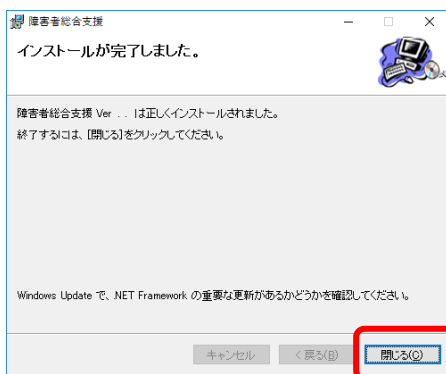 障害者総合支援
インストールが完了しました。
障害者総合支援 Ver . . は正しくインストールされました。
終了するには、[閉じる]をクリックしてください。
Windows Update で、.NET Framework の重要な更新があるかどうかを確認してください。
キャンセル < 戻る(B) 閉じる(C)